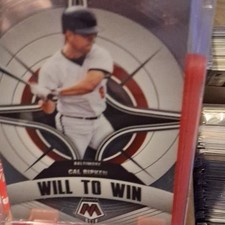 BALTIMORE
CAL RIPKEN
WILL TO WIN
M